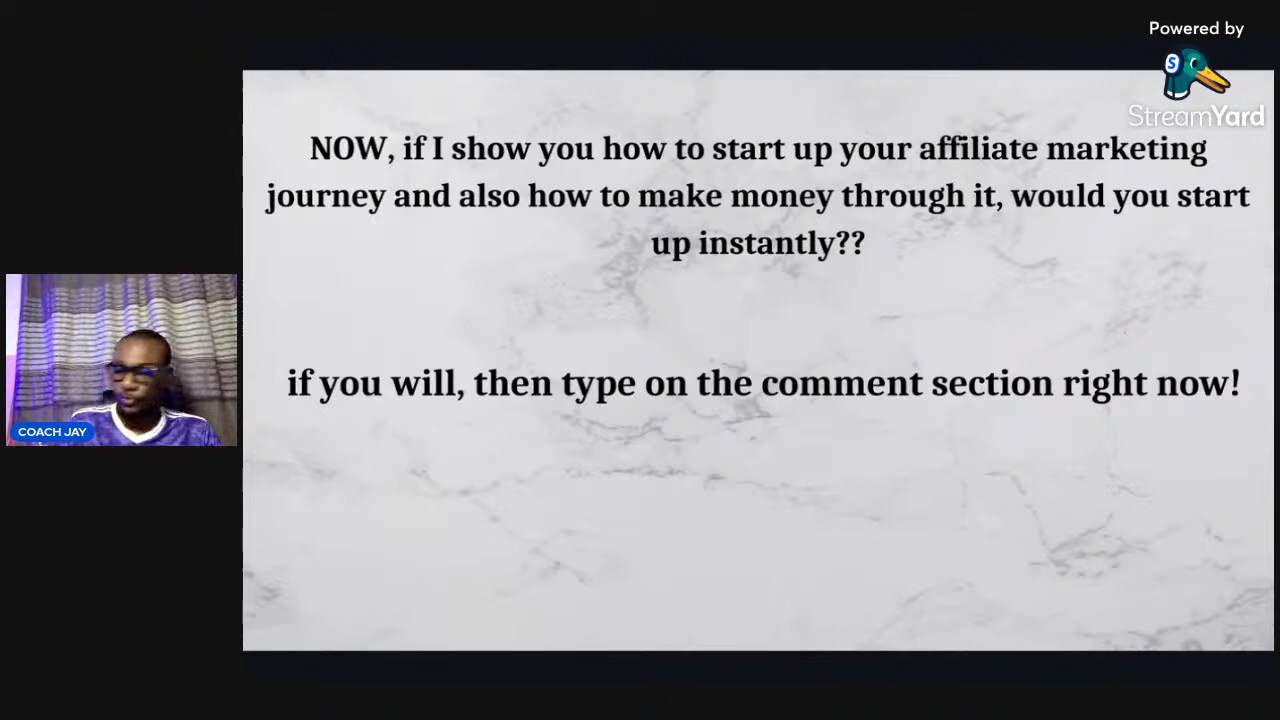 Powered by
S
StreamYard
NOW, if I show you how to start up your affiliate marketing
journey and also how to make money through it, would you start
up instantly??
if you will, then type on the comment section right now!
COACH JAY